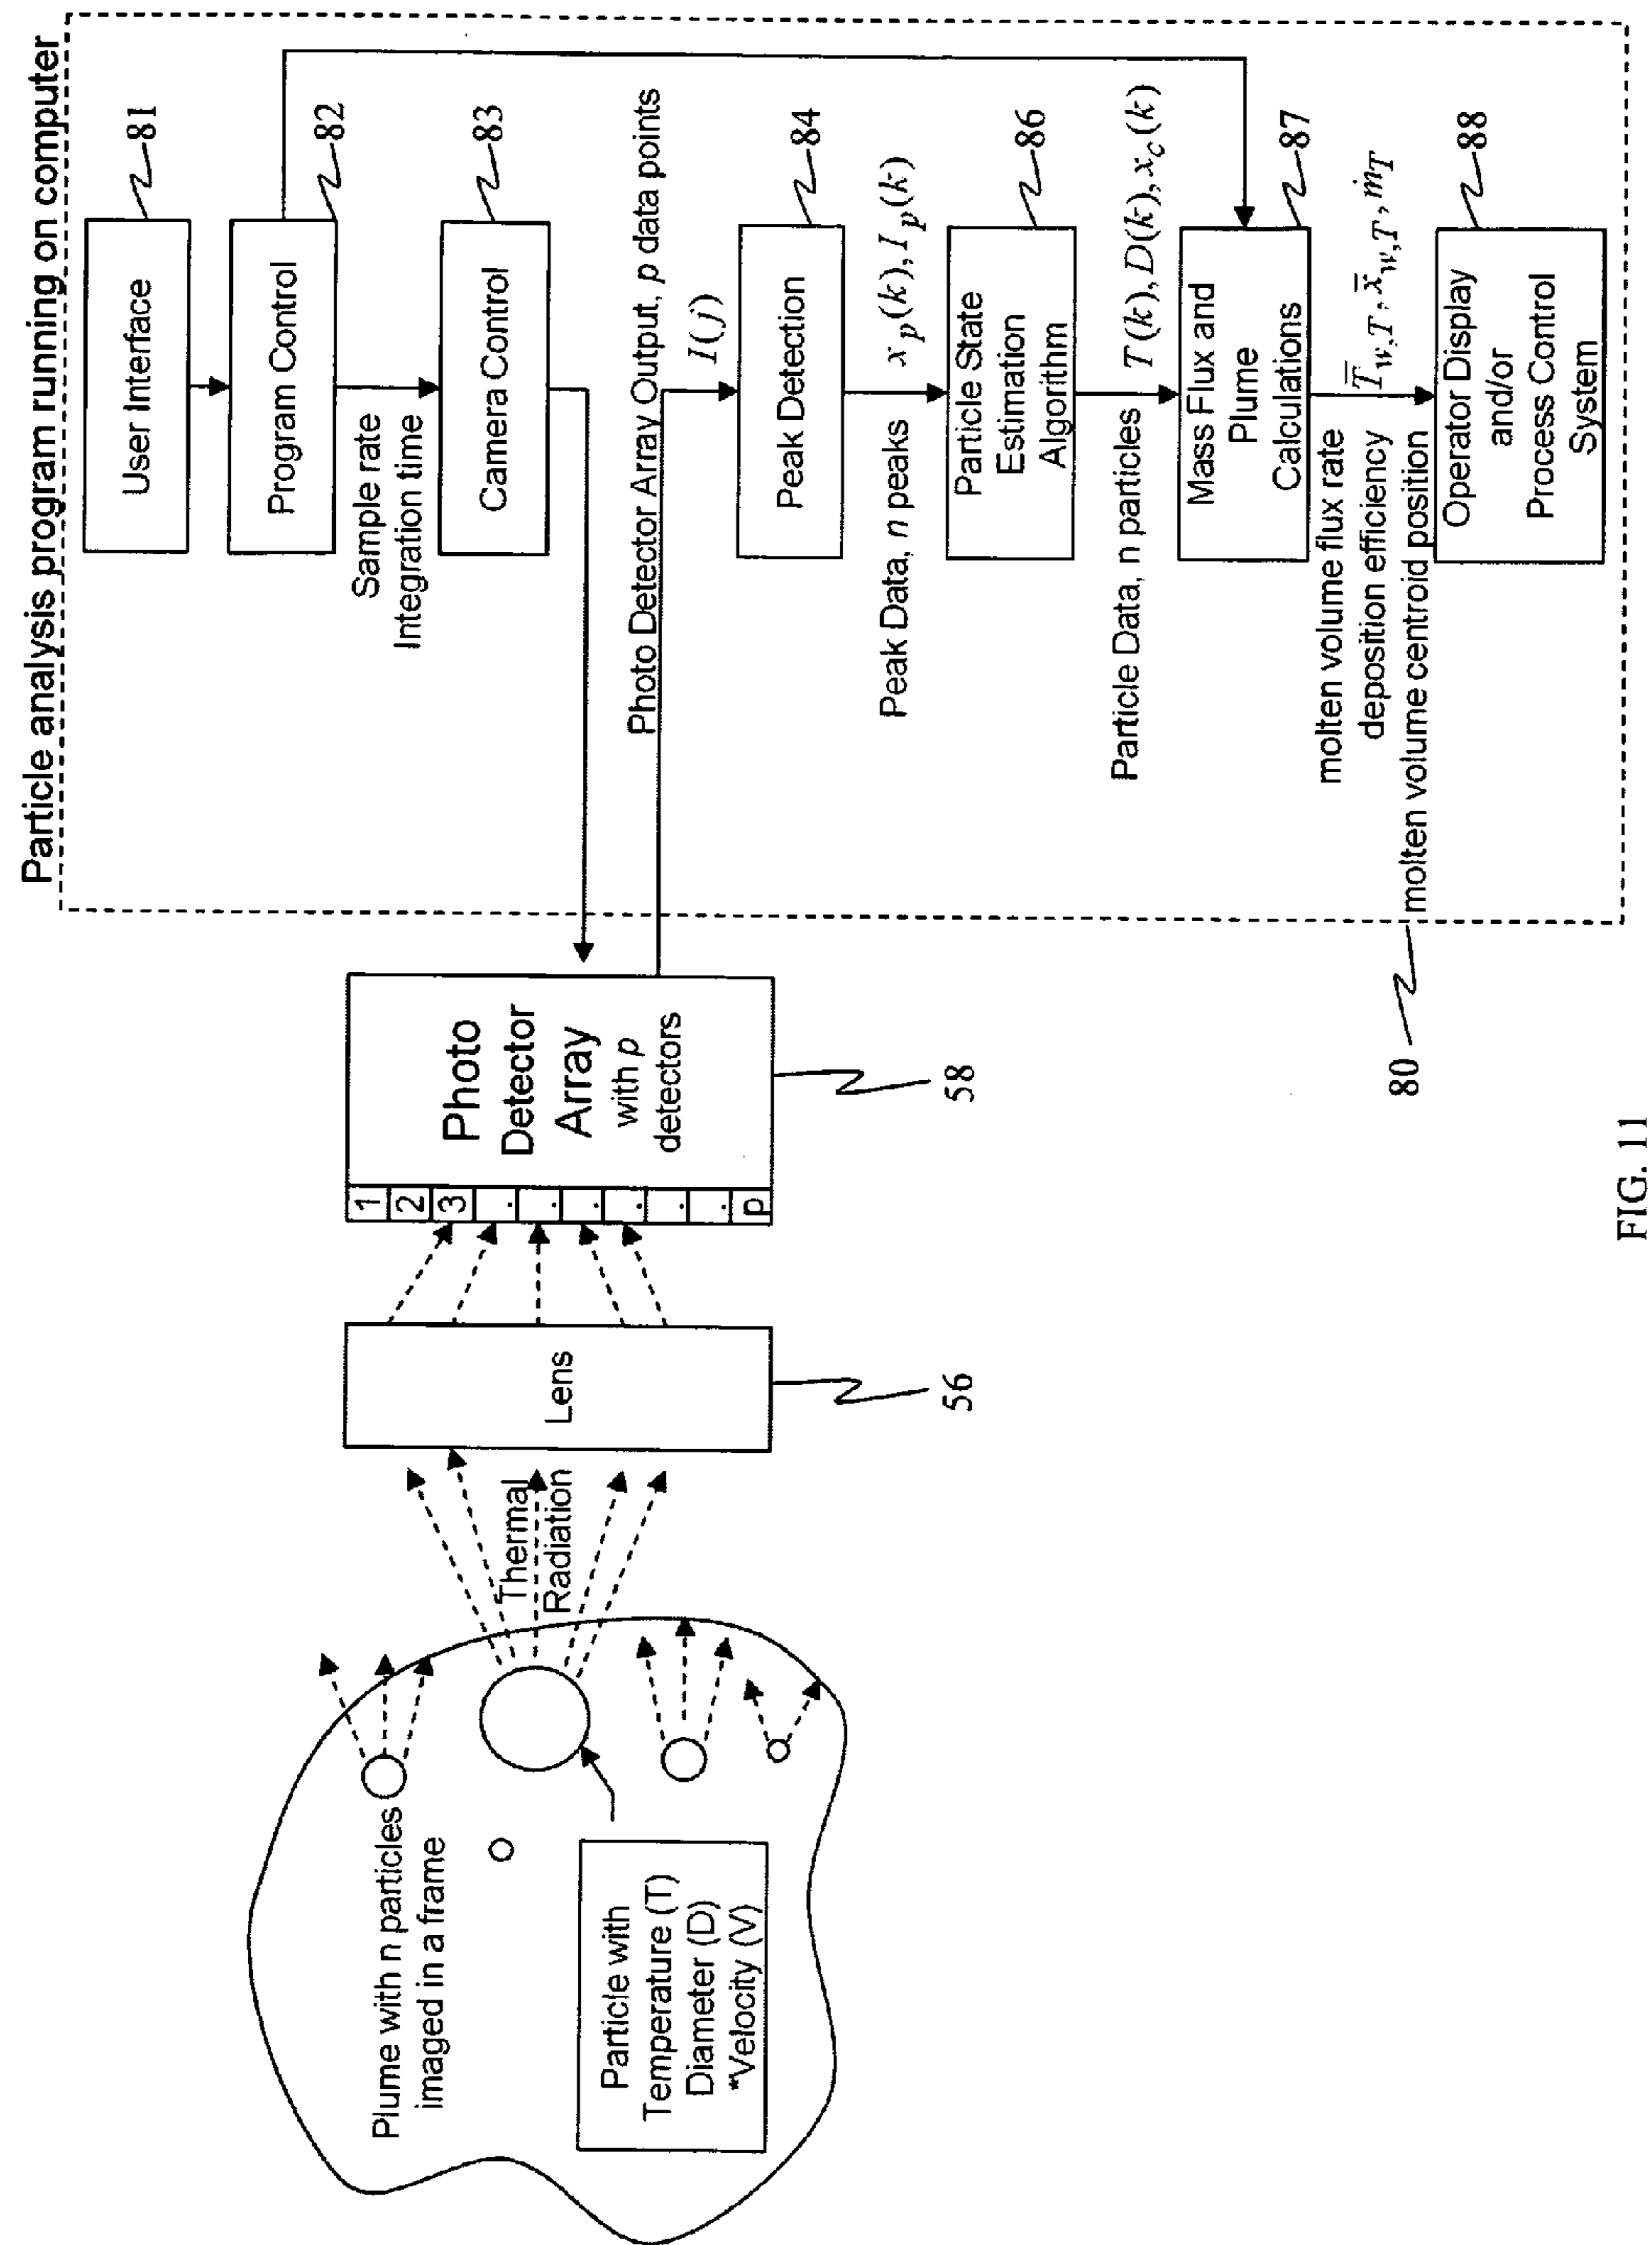 Particle analysis program running on computer
User Interface
81
Program Control
82
Sample rate
Integration time
Camera Control
83
Photo Detector Array Output, p data points
I(j)
Peak Detection
84
Peak Data, n peaks
x_p(k), I_p(k)
Particle State
Estimation
Algorithm
86
Particle Data, n particles
T(k), D(k), x_c(k)
Mass Flux and
Plume
Calculations
87
molten volume flux rate
deposition efficiency
molten volume centroid position
T̅_{w,T}, x̅_{w,T}, ṁ_T
Operator Display
and/or
Process Control
System
88
80
Photo
Detector
Array
with p
detectors
1
2
3
.
.
.
.
.
.
p
58
Lens
56
Thermal
Radiation
Plume with n particles
imaged in a frame
Particle with
Temperature (T)
Diameter (D)
*Velocity (V)
FIG. 11